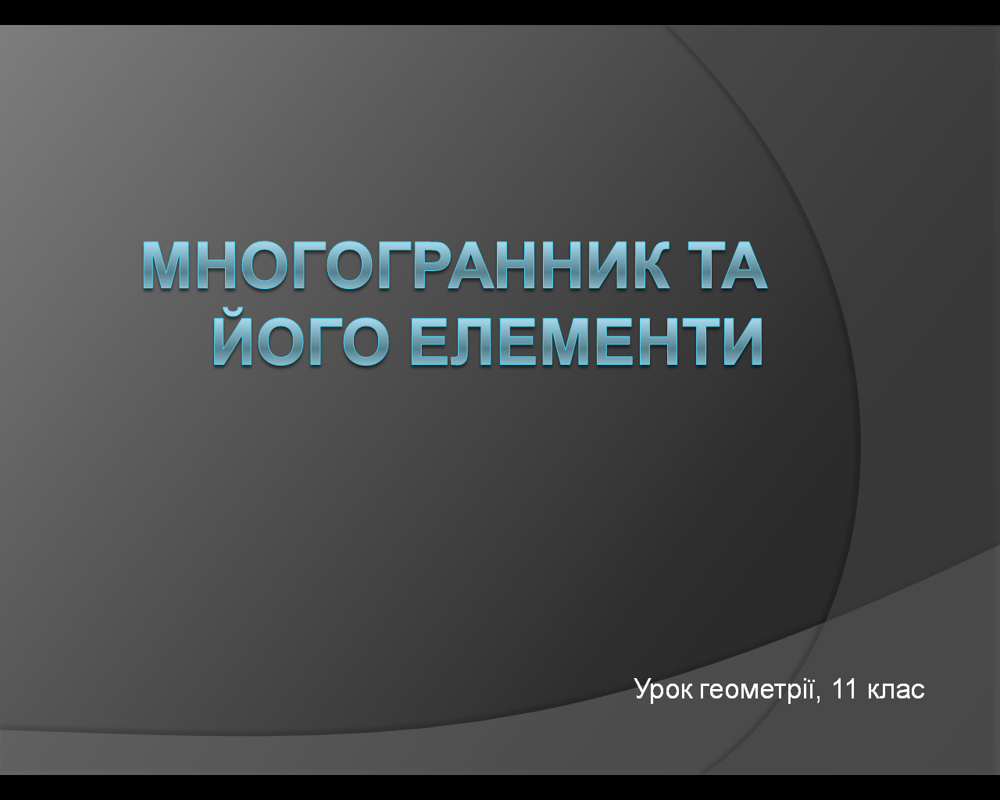 МНОГОГРАННИК ТА
ЙОГО ЕЛЕМЕНТИ
Урок геометрії, 11 клас